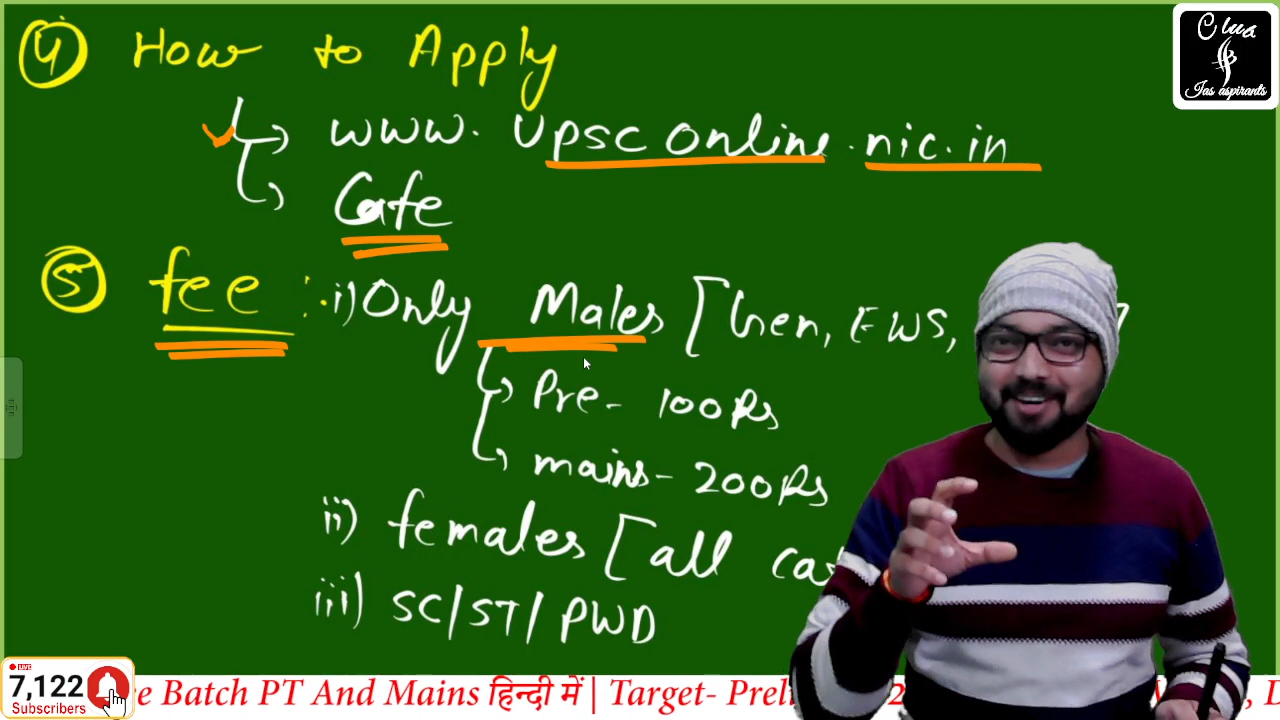 4 How to Apply
www. Upsc online .nic.in
Cafe
5 fee : i) Only Males [Gen, EWS,
Pre - 100 Rs
mains - 200 Rs
ii) females [all
iii) SC/ST/PWD
Clua
Ias aspirants
LIVE
7,122
Subscribers
Batch PT And Mains हिन्दी में | Target-